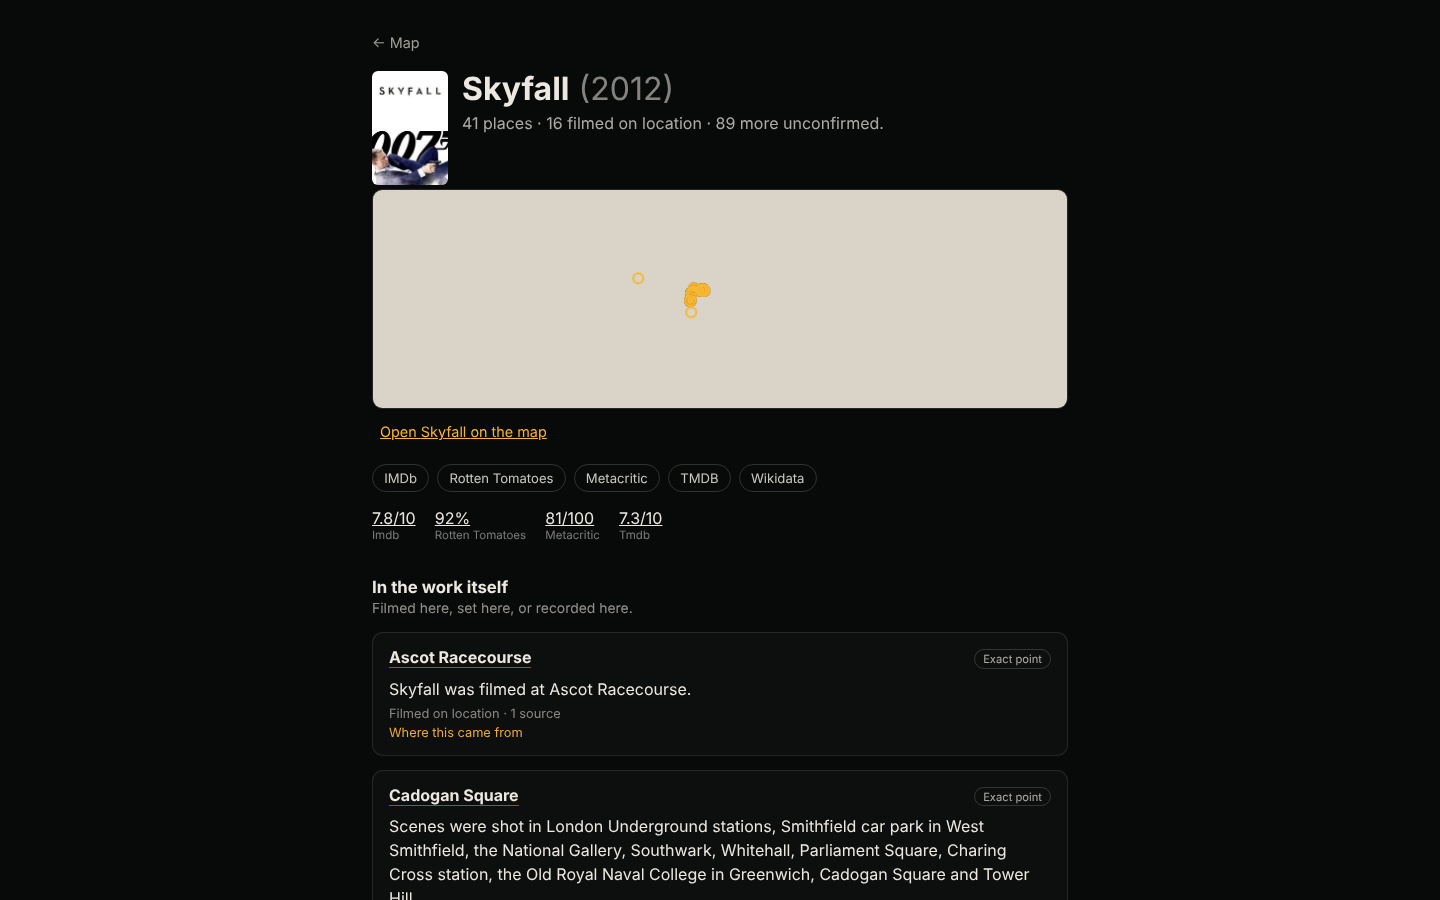 ← Map
SKYFALL
007
Skyfall (2012)
41 places · 16 filmed on location · 89 more unconfirmed.
Open Skyfall on the map
IMDb Rotten Tomatoes Metacritic TMDB Wikidata
7.8/10 92% 81/100 7.3/10
Imdb Rotten Tomatoes Metacritic Tmdb
In the work itself
Filmed here, set here, or recorded here.
Ascot Racecourse Exact point
Skyfall was filmed at Ascot Racecourse.
Filmed on location · 1 source
Where this came from
Cadogan Square Exact point
Scenes were shot in London Underground stations, Smithfield car park in West
Smithfield, the National Gallery, Southwark, Whitehall, Parliament Square, Charing
Cross station, the Old Royal Naval College in Greenwich, Cadogan Square and Tower
Hill